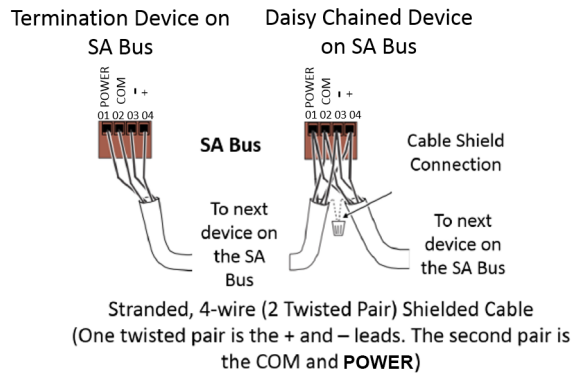 Termination Device on
SA Bus
Daisy Chained Device
on SA Bus
POWER
COM
-
+
01 02 03 04
POWER
COM
-
+
01 02 03 04
SA Bus
Cable Shield
Connection
To next
device on
the SA
Bus
To next
device on
the SA Bus
Stranded, 4-wire (2 Twisted Pair) Shielded Cable
(One twisted pair is the + and – leads. The second pair is
the COM and POWER)